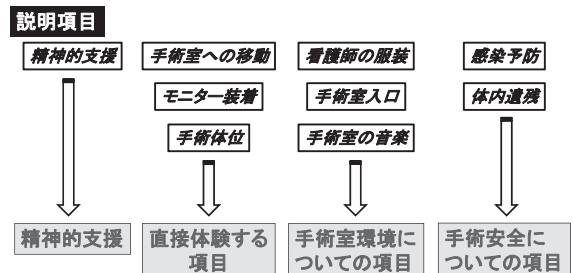 説明項目
精神的支援
手術室への移動
看護師の服装
感染予防
モニター装着
手術室入口
体内遺残
手術体位
手術室の音楽
精神的支援
直接体験する
項目
手術室環境に
ついての項目
手術安全に
ついての項目